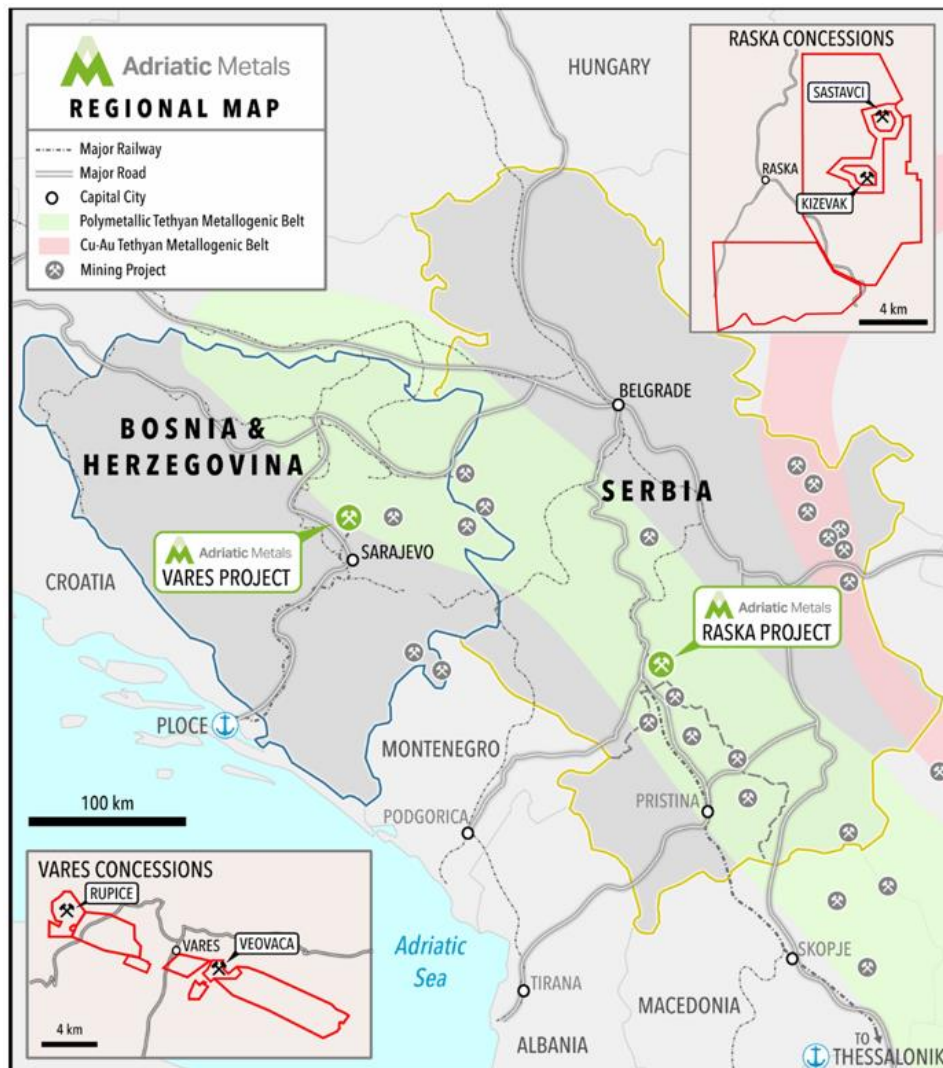 Adriatic Metals
REGIONAL MAP
Major Railway
Major Road
Capital City
Polymetallic Tethyan Metallogenic Belt
Cu-Au Tethyan Metallogenic Belt
Mining Project
HUNGARY
RASKA CONCESSIONS
SASTAVCI
RASKA
KIZEVAK
4 km
BELGRADE
BOSNIA &
HERZEGOVINA
SERBIA
Adriatic Metals
VARES PROJECT
SARAJEVO
CROATIA
Adriatic Metals
RASKA PROJECT
PLOCE
MONTENEGRO
100 km
PODGORICA
PRISTINA
VARES CONCESSIONS
RUPICE
VARES
VEOVACA
4 km
Adriatic
Sea
SKOPJE
TIRANA
MACEDONIA
ALBANIA
TO
THESSALONIK